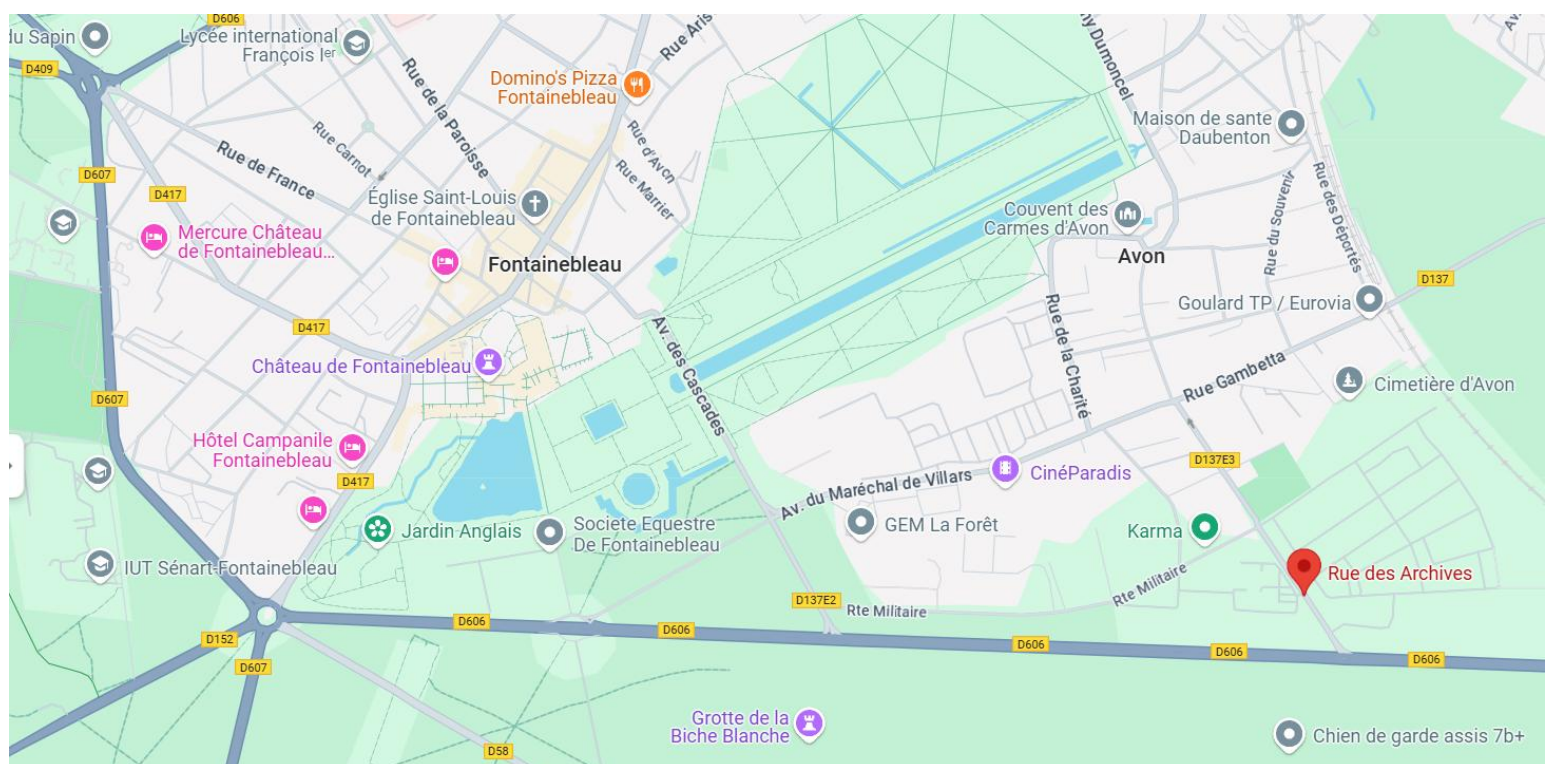 D606
du Sapin
Lycée international
François Ier
D409
Rue Aris
ny Dumoncel
Av.
Domino's Pizza
Fontainebleau
Rue de la Paroisse
Rue Carnot
Rue de France
Rue d'Avon
Rue Marrier
Maison de sante
Daubenton
D607
D417
Église Saint-Louis
de Fontainebleau
Rue du Souvenir
Rue des Déportés
Couvent des
Carmes d'Avon
Mercure Château
de Fontainebleau...
Fontainebleau
Avon
D137
Goulard TP / Eurovia
D417
Av. des Cascades
Rue de la Charité
Château de Fontainebleau
Rue Gambetta
Cimetière d'Avon
D607
Hôtel Campanile
Fontainebleau
D417
D137E3
CinéParadis
Av. du Maréchal de Villars
Jardin Anglais
Societe Equestre
De Fontainebleau
GEM La Forêt
Karma
IUT Sénart-Fontainebleau
Rue des Archives
Rte Militaire
D137E2
Rte Militaire
D606
D606
D606
D606
D606
D152
D607
Grotte de la
Biche Blanche
Chien de garde assis 7b+
D58